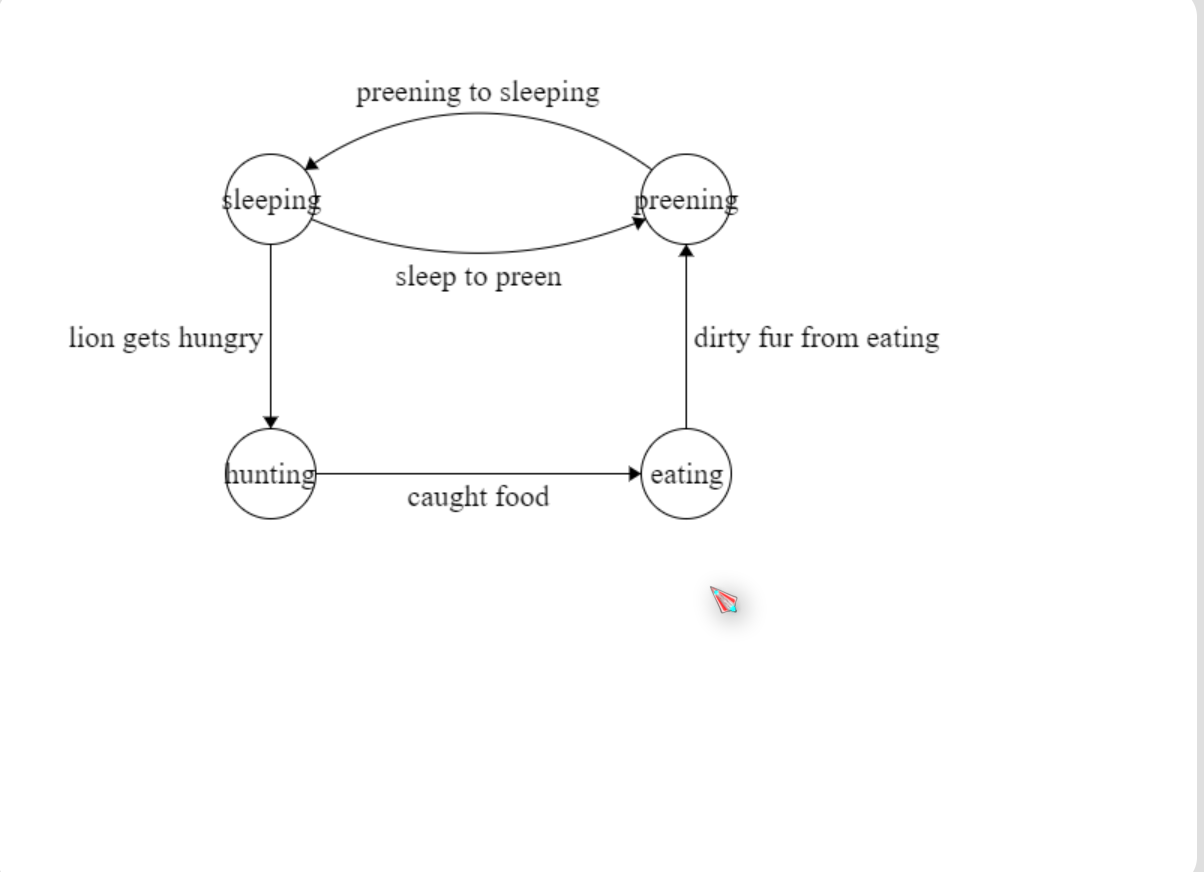 preening to sleeping
sleeping
preening
sleep to preen
lion gets hungry
dirty fur from eating
hunting
eating
caught food